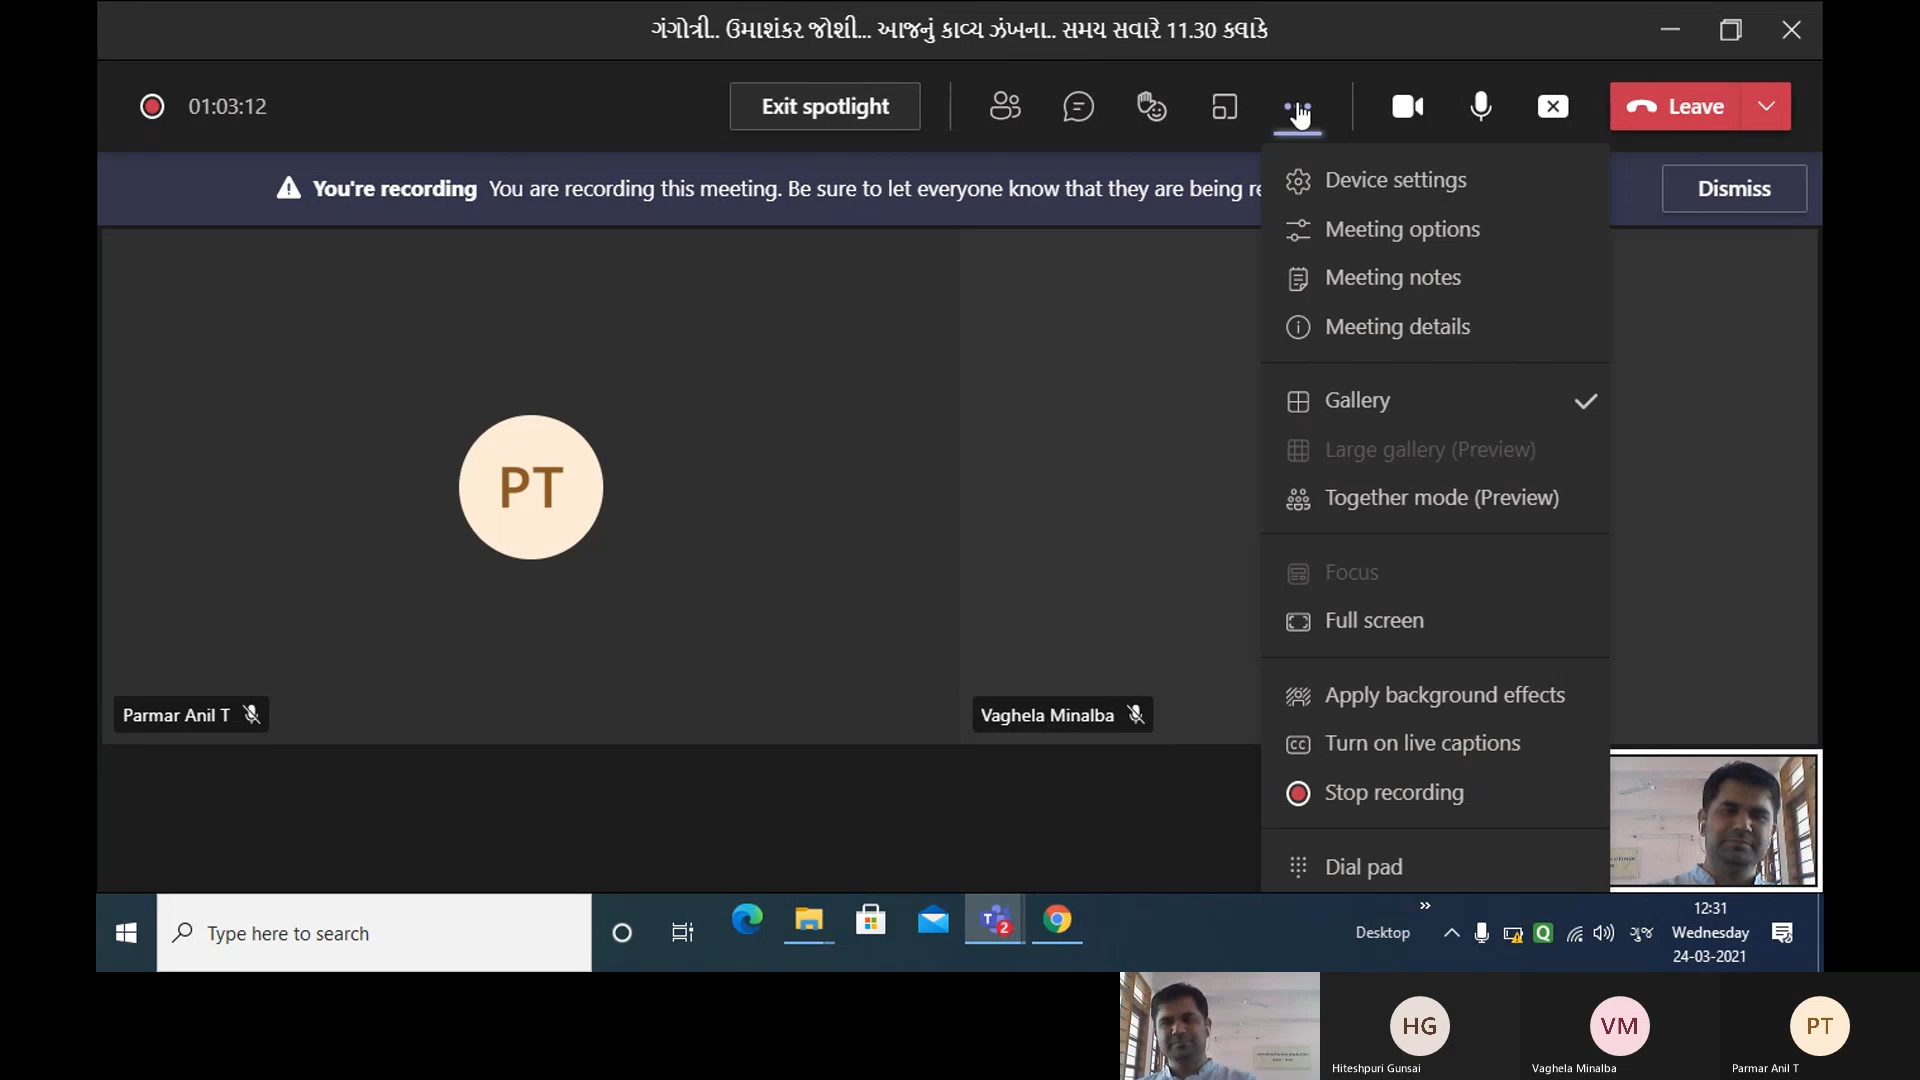 ગંગોત્રી.. ઉમાશંકર જોશી... આજનું કાવ્ય ઝંખના.. સમય સવારે 11.30 કલાકે
01:03:12
Exit spotlight
Leave
You're recording You are recording this meeting. Be sure to let everyone know that they are being re
Dismiss
Device settings
Meeting options
Meeting notes
Meeting details
Gallery
Large gallery (Preview)
Together mode (Preview)
Focus
Full screen
Apply background effects
Turn on live captions
Stop recording
Dial pad
PT
Parmar Anil T
Vaghela Minalba
Type here to search
2
Desktop
ગુજ
12:31
Wednesday
24-03-2021
HG
VM
PT
Hiteshpuri Gunsai
Vaghela Minalba
Parmar Anil T